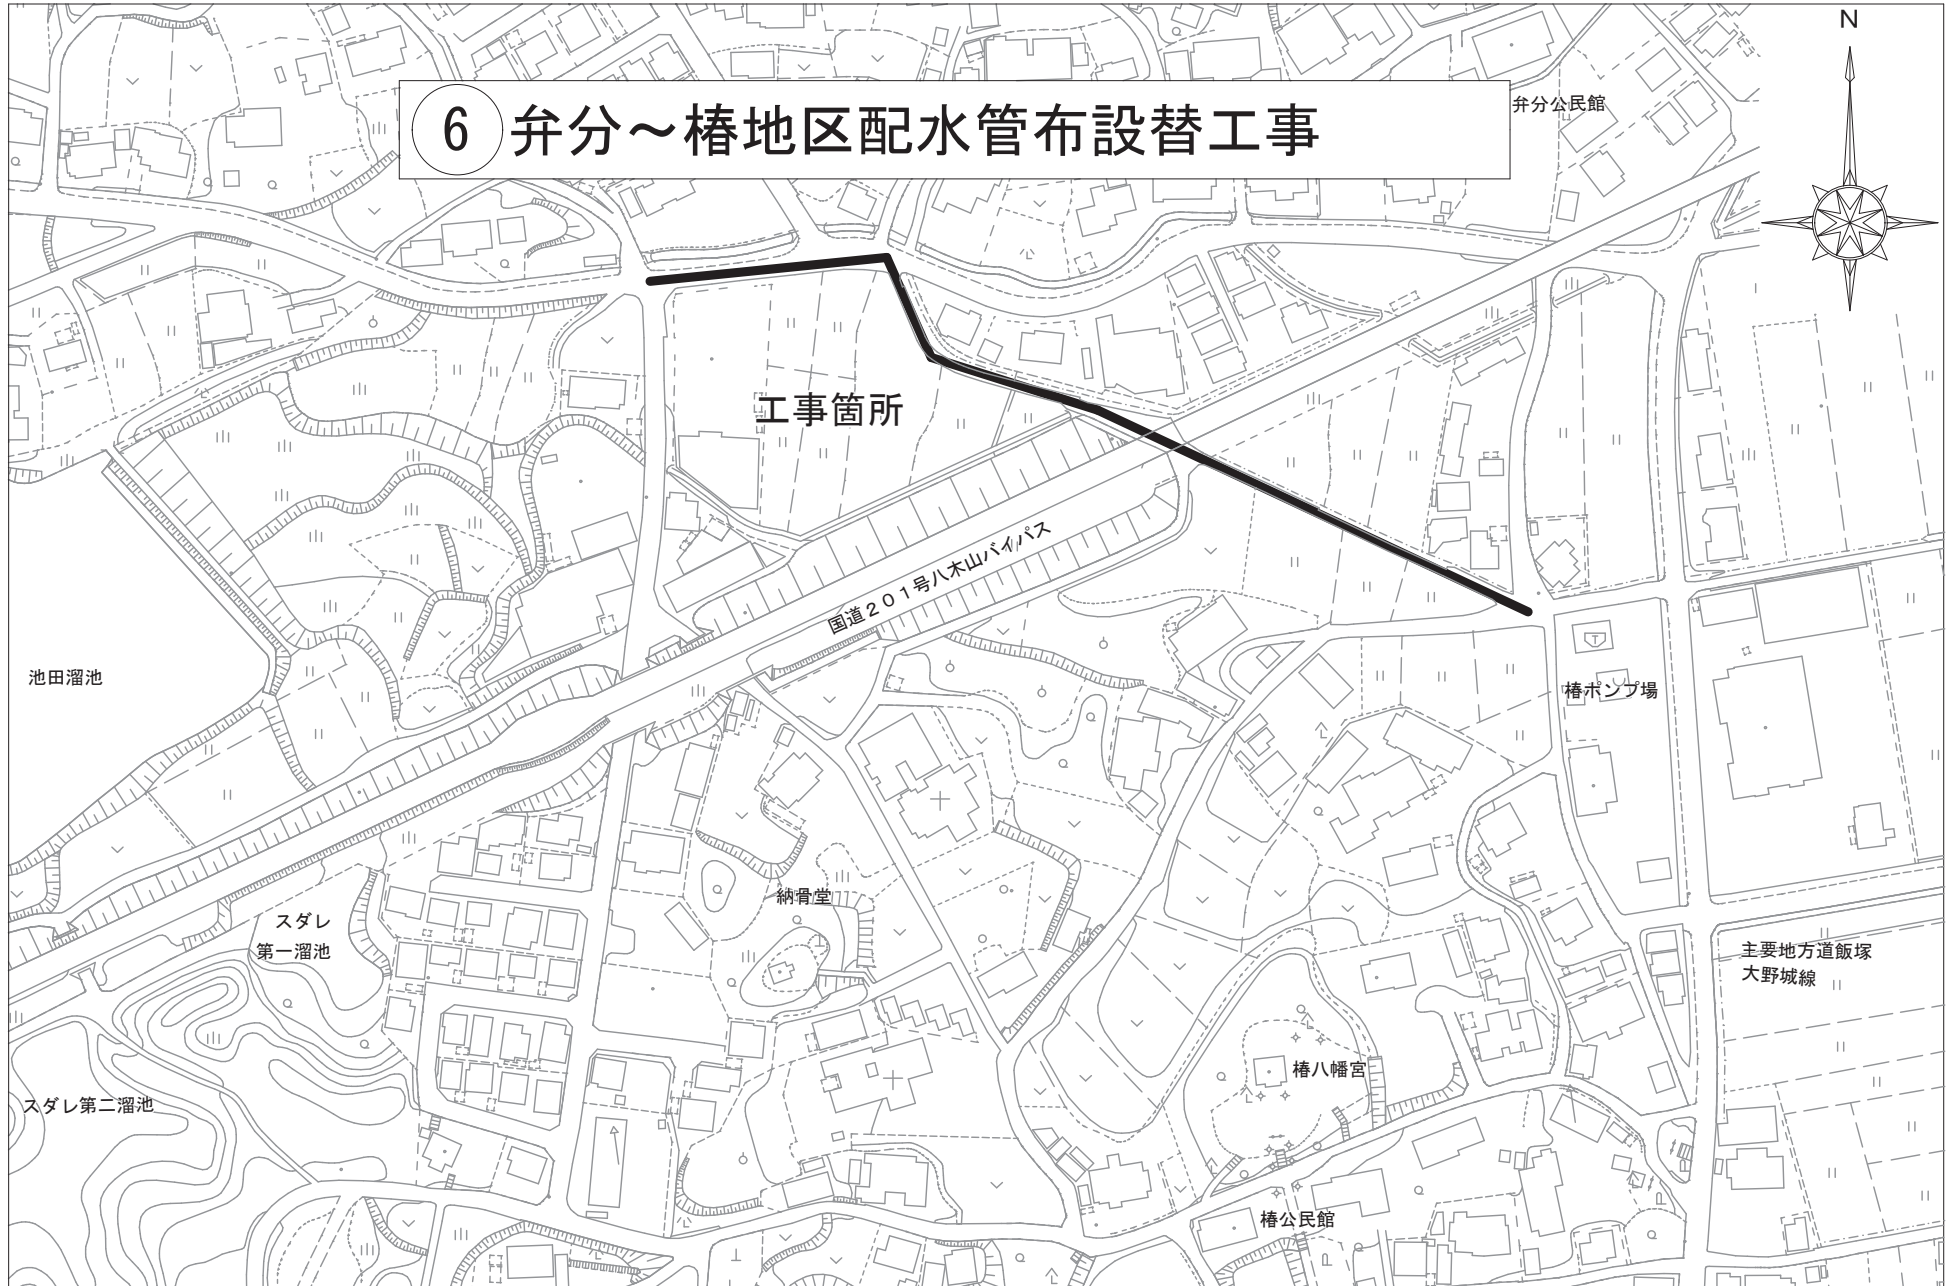 N
⑥弁分～椿地区配水管布設替工事
弁分公民館
工事箇所
国道２０１号八木山バイパス
池田溜池
椿ポンプ場
納骨堂
スダレ
第一溜池
主要地方道飯塚
大野城線
椿八幡宮
スダレ第二溜池
椿公民館